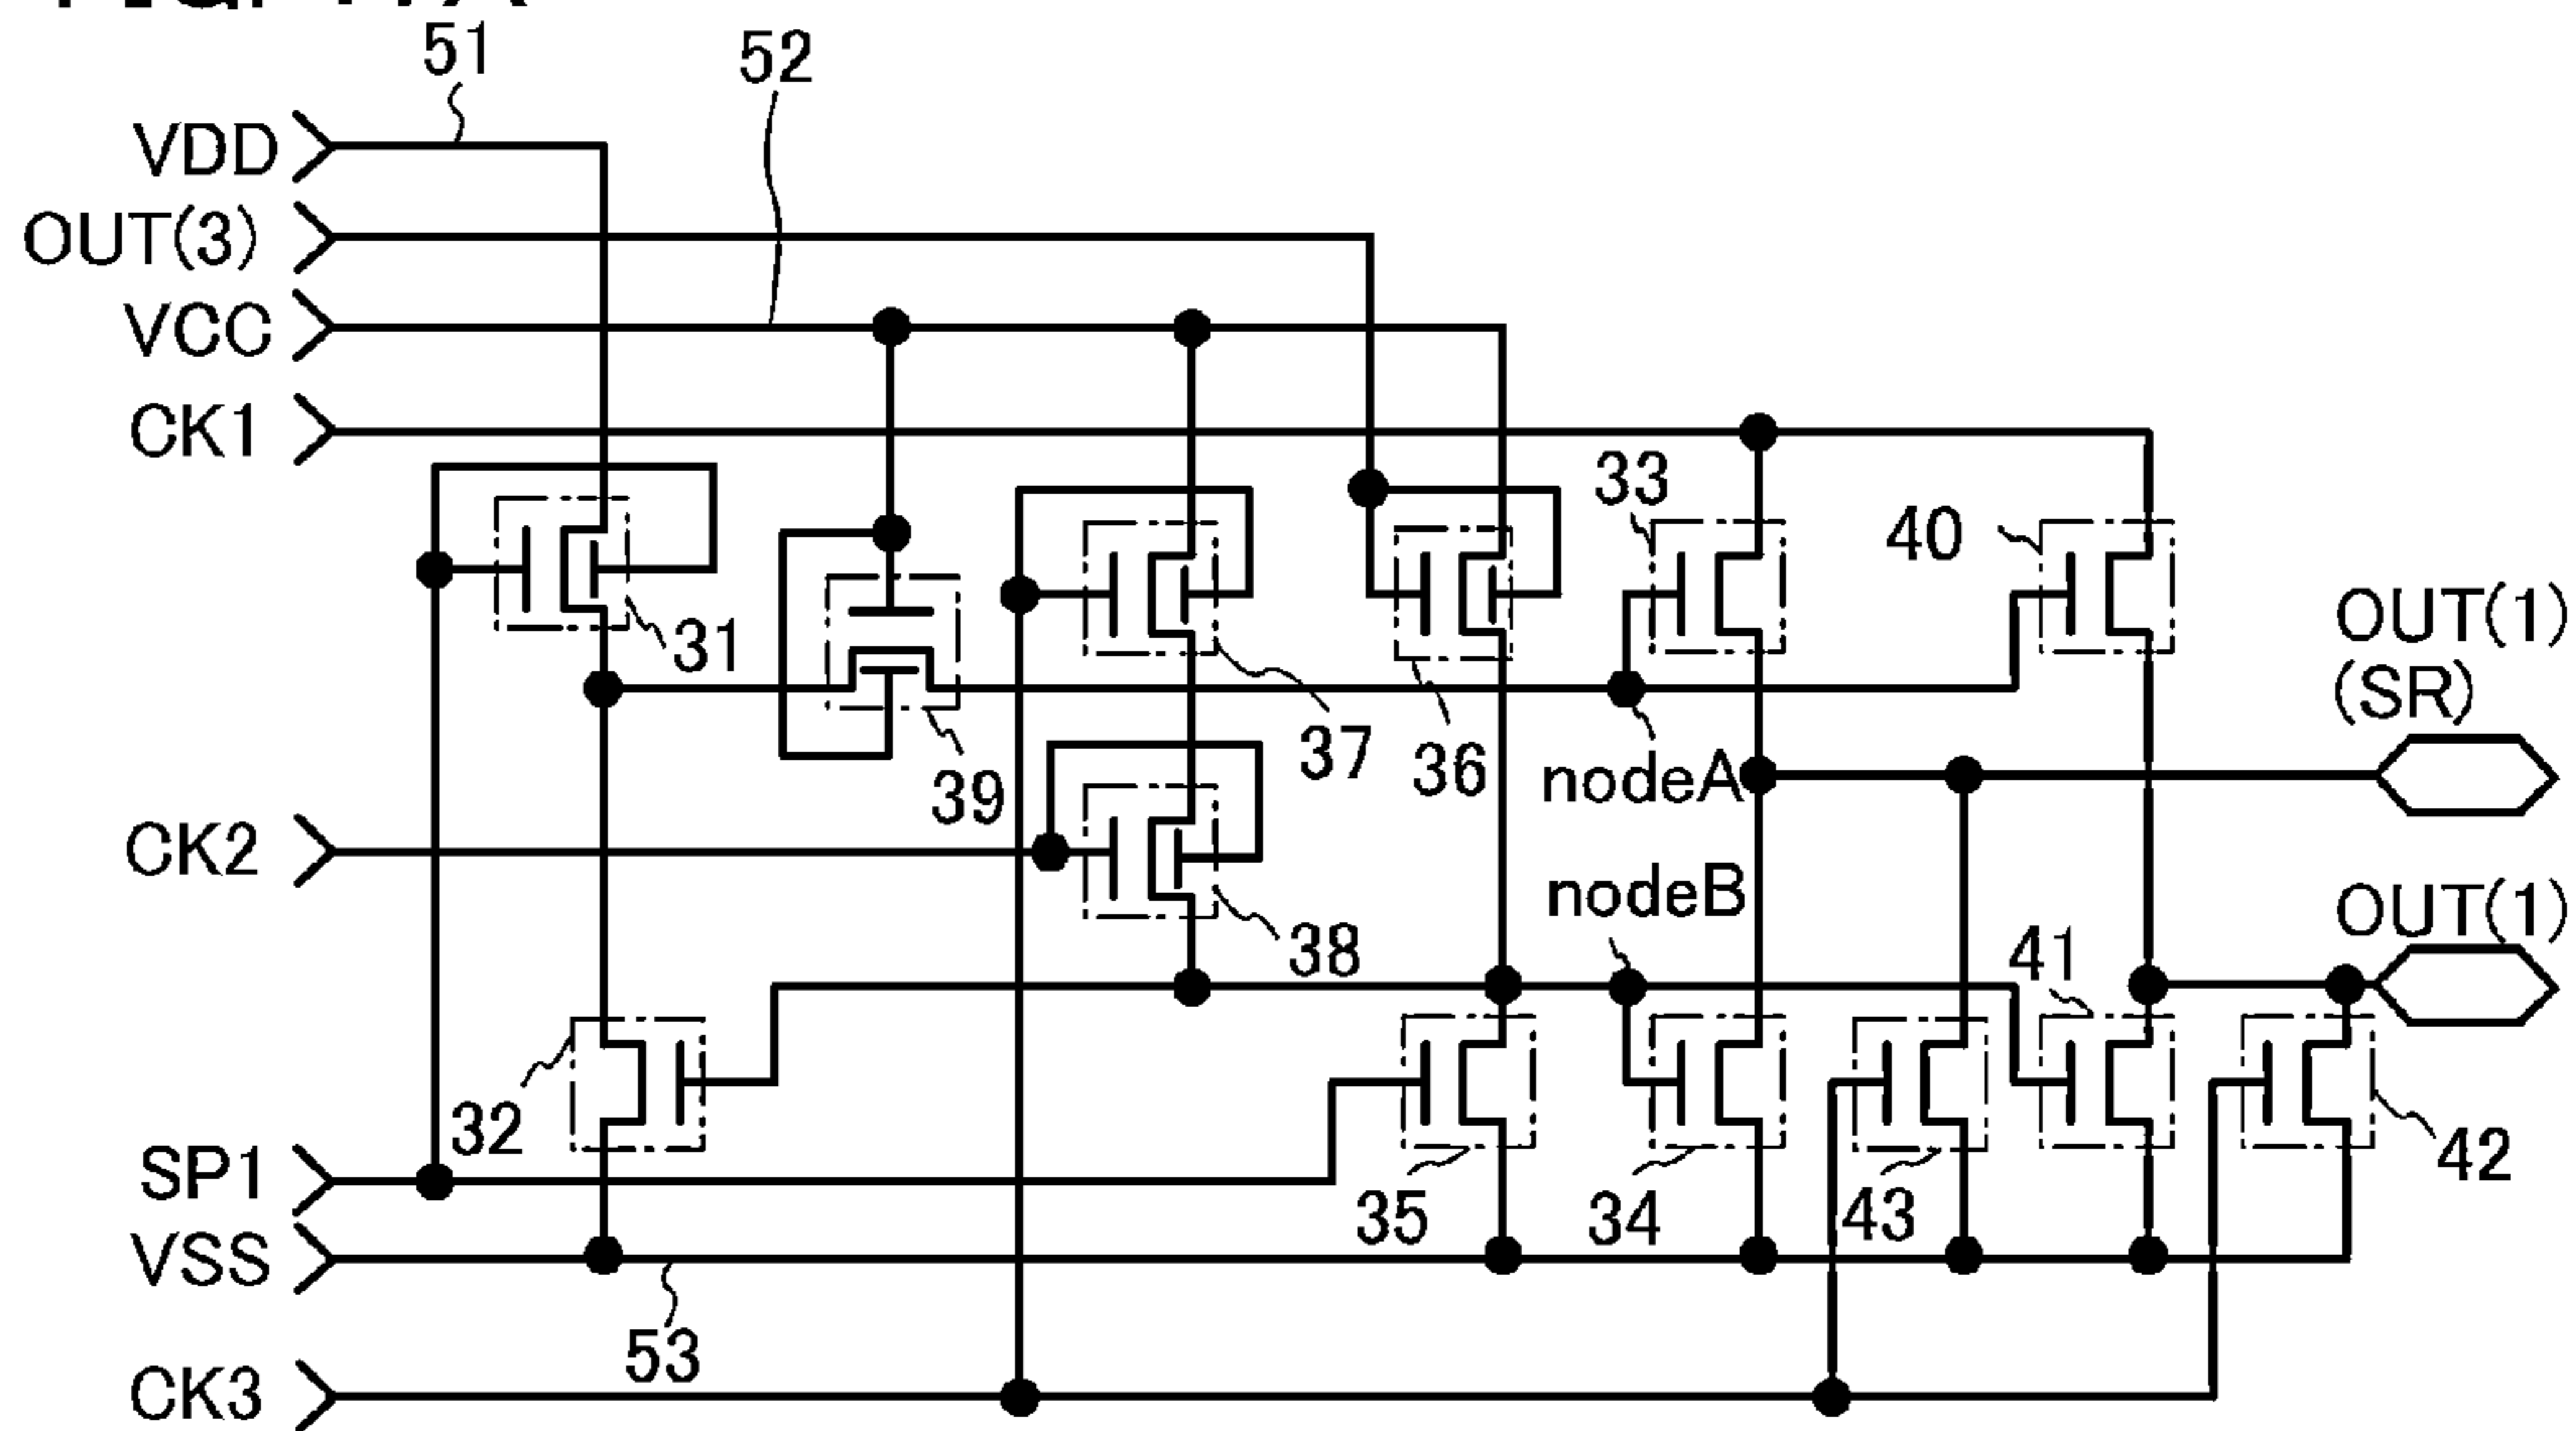 51
52
VDD
OUT(3)
VCC
CK1
33
40
31
OUT(1)
(SR)
37
36
nodeA
39
CK2
nodeB
OUT(1)
38
41
32
SP1
35
34
43
42
VSS
53
CK3